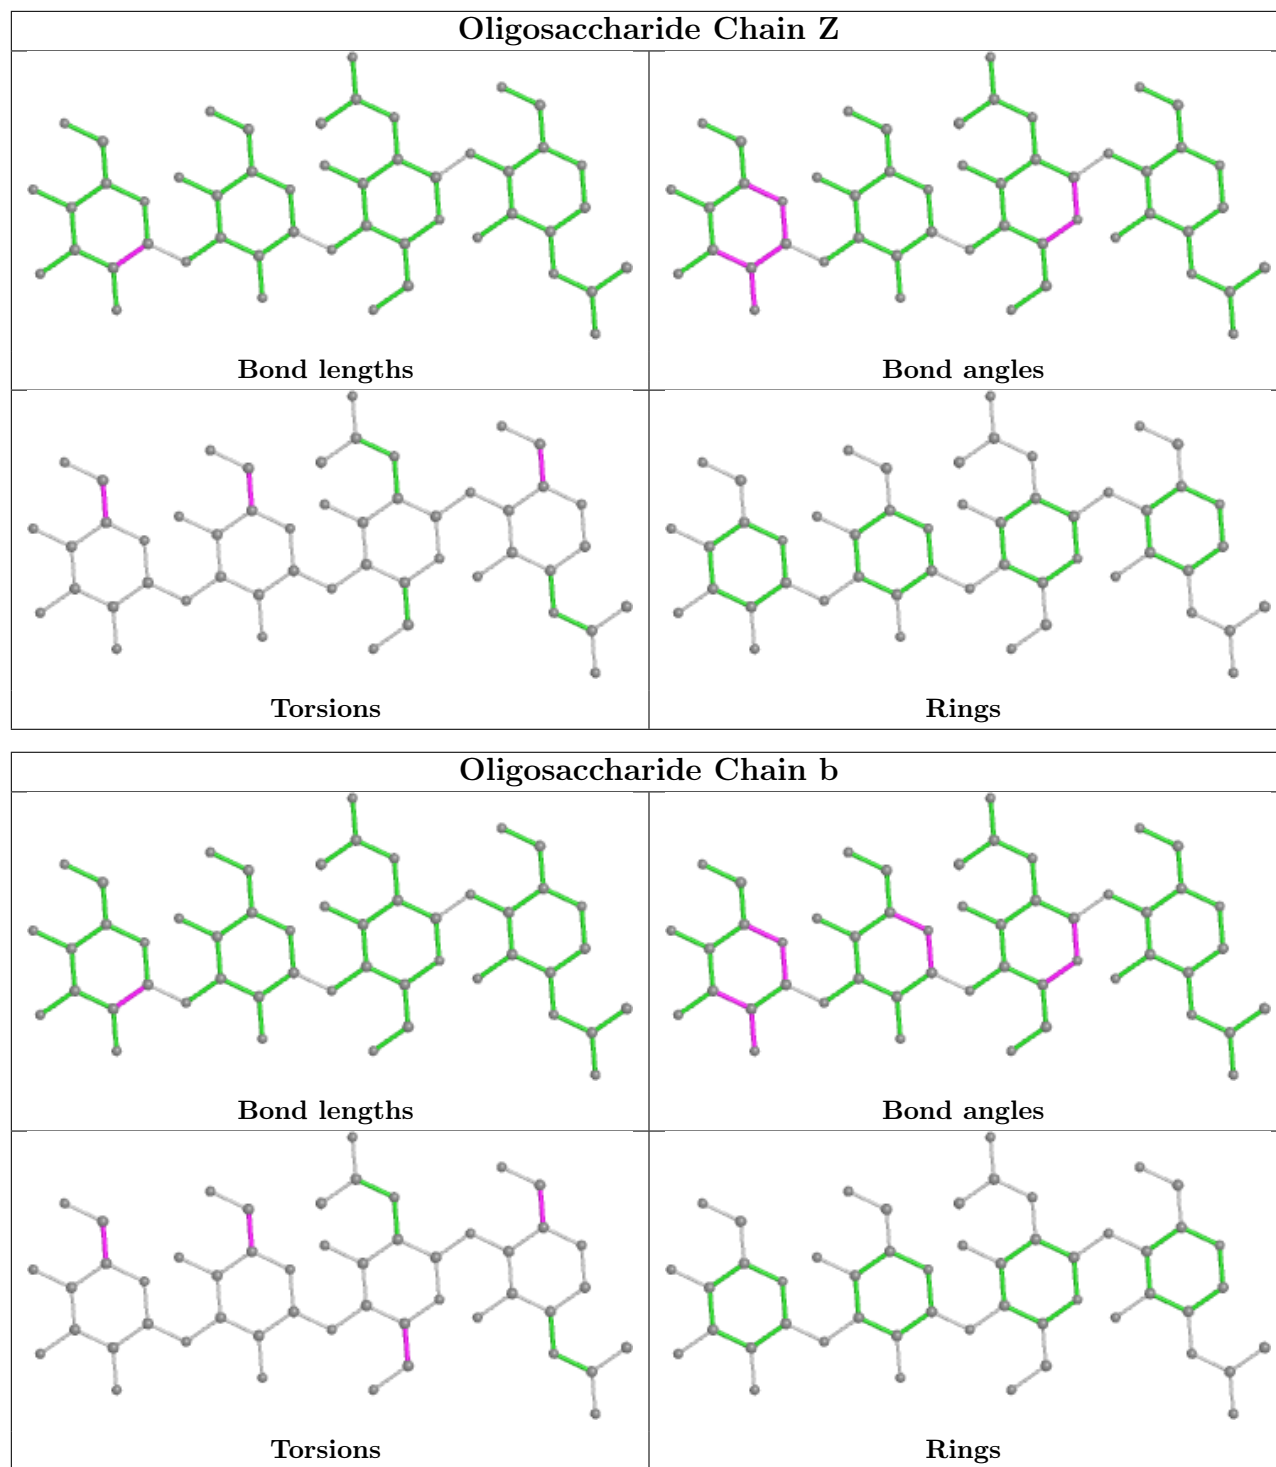 Oligosaccharide Chain Z
Bond lengths
Bond angles
Torsions
Rings
Oligosaccharide Chain b
Bond lengths
Bond angles
Torsions
Rings